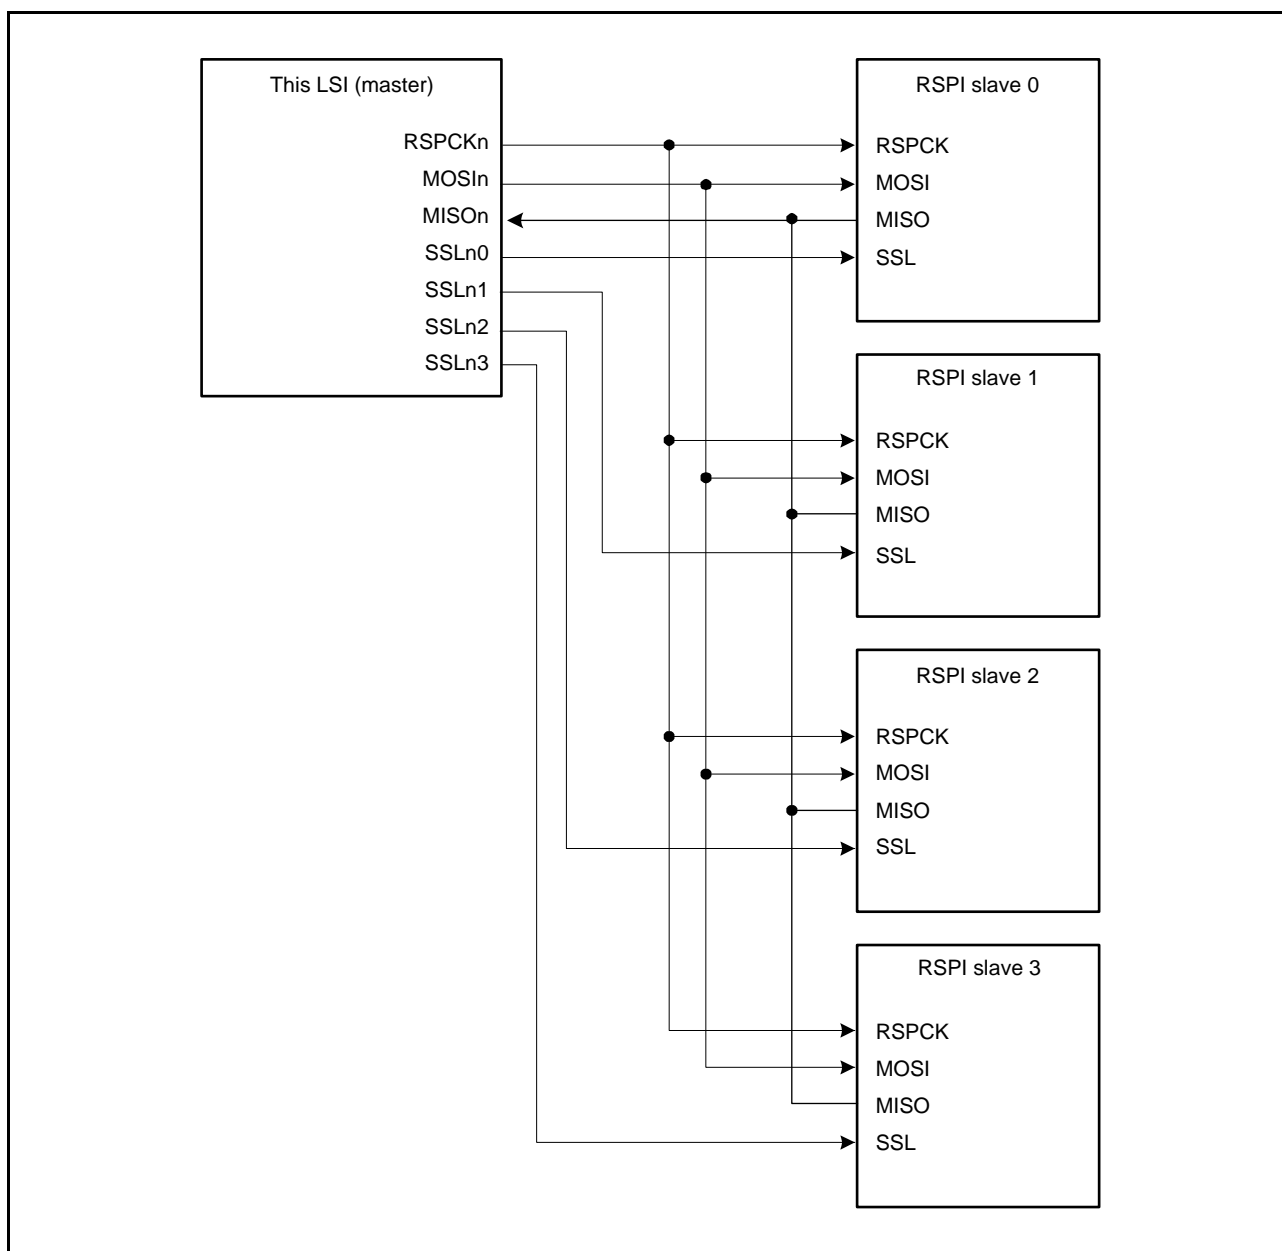 This LSI (master)
RSPCKn
MOSIn
MISOn
SSLn0
SSLn1
SSLn2
SSLn3
RSPI slave 0
RSPCK
MOSI
MISO
SSL
RSPI slave 1
RSPCK
MOSI
MISO
SSL
RSPI slave 2
RSPCK
MOSI
MISO
SSL
RSPI slave 3
RSPCK
MOSI
MISO
SSL